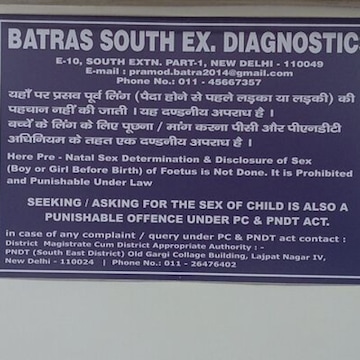 BATRAS SOUTH EX. DIAGNOSTIC
E-10, SOUTH EXTN. PART-1, NEW DELHI - 110049
E-mail : pramod.batra2014@gmail.com
Phone No.: 011 - 45667357
यहाँ पर प्रसव पूर्व लिंग (पैदा होने से पहले लड़का या लड़की) की
पहचान नहीं की जाती । यह दण्डनीय अपराध है ।
बच्चे के लिंग के लिए पूछना / मांग करना पीसी और पीएनडीटी
अधिनियम के तहत एक दण्डनीय अपराध है ।
Here Pre - Natal Sex Determination & Disclosure of Sex
(Boy or Girl Before Birth) of Foetus is Not Done. It is Prohibited
and Punishable Under Law
SEEKING / ASKING FOR THE SEX OF CHILD IS ALSO A
PUNISHABLE OFFENCE UNDER PC & PNDT ACT.
in case of any complaint / query under PC & PNDT act contact :
District Magistrate Cum District Appropriate Authority : -
PNDT (South East District) Old Gargi Collage Building, Lajpat Nagar IV,
New Delhi - 110024 | Phone No.: 011 - 26476402